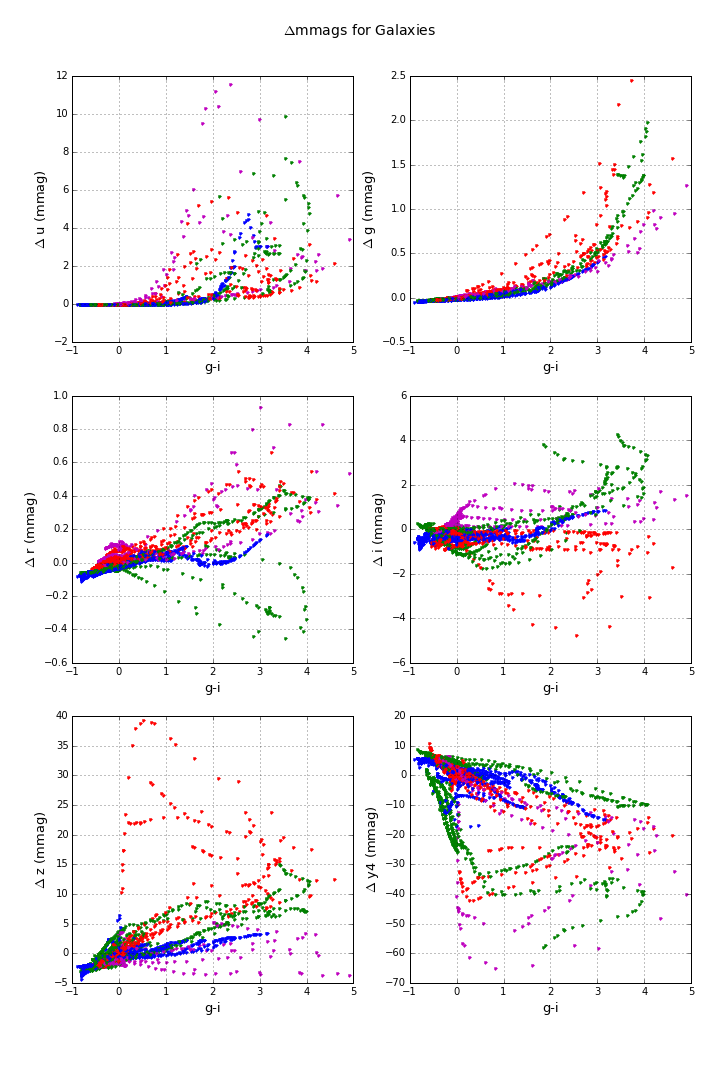 Δmmags for Galaxies
12
10
8
6
4
2
0
−2
Δ u (mmag)
−1 0 1 2 3 4 5
g-i
2.5
2.0
1.5
1.0
0.5
0.0
−0.5
Δ g (mmag)
−1 0 1 2 3 4 5
g-i
1.0
0.8
0.6
0.4
0.2
0.0
−0.2
−0.4
−0.6
Δ r (mmag)
−1 0 1 2 3 4 5
g-i
6
4
2
0
−2
−4
−6
Δ i (mmag)
−1 0 1 2 3 4 5
g-i
40
35
30
25
20
15
10
5
0
−5
Δ z (mmag)
−1 0 1 2 3 4 5
g-i
20
10
0
−10
−20
−30
−40
−50
−60
−70
Δ y4 (mmag)
−1 0 1 2 3 4 5
g-i